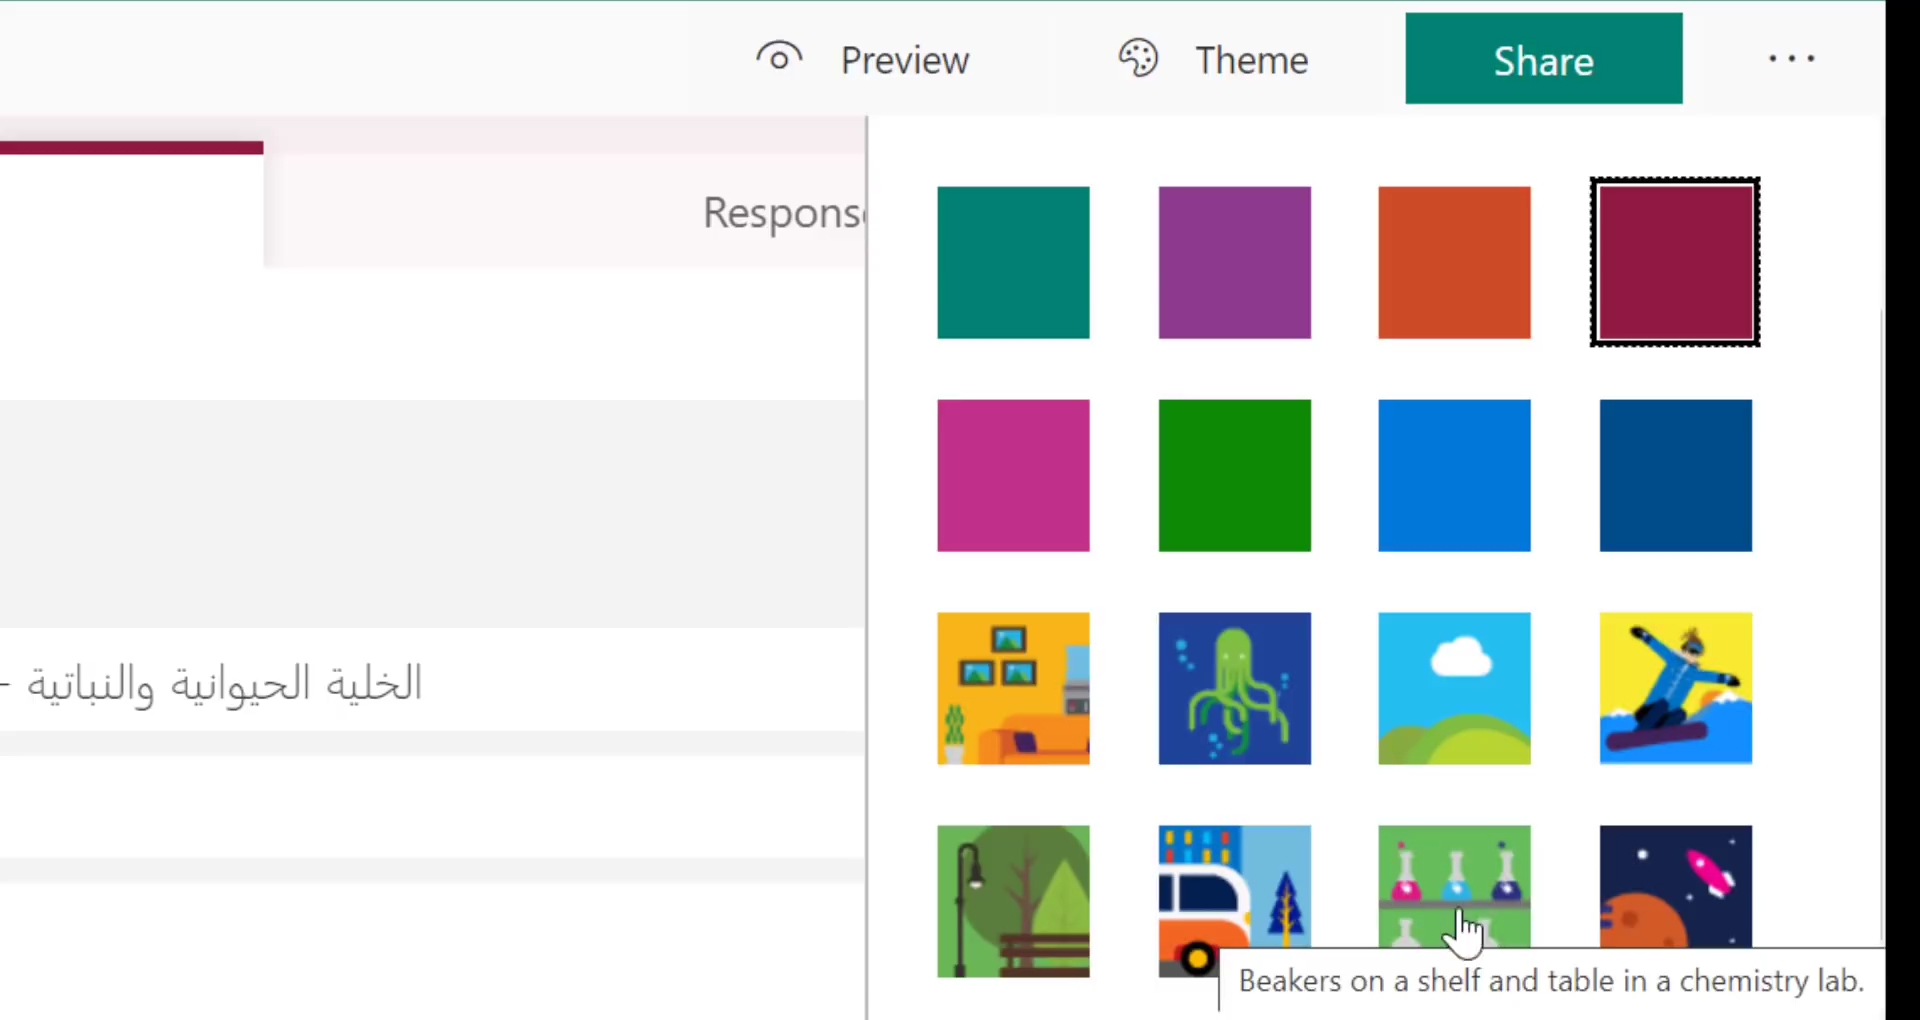 Preview Theme Share
Respons
الخلية الحيوانية والنباتية -
Beakers on a shelf and table in a chemistry lab.